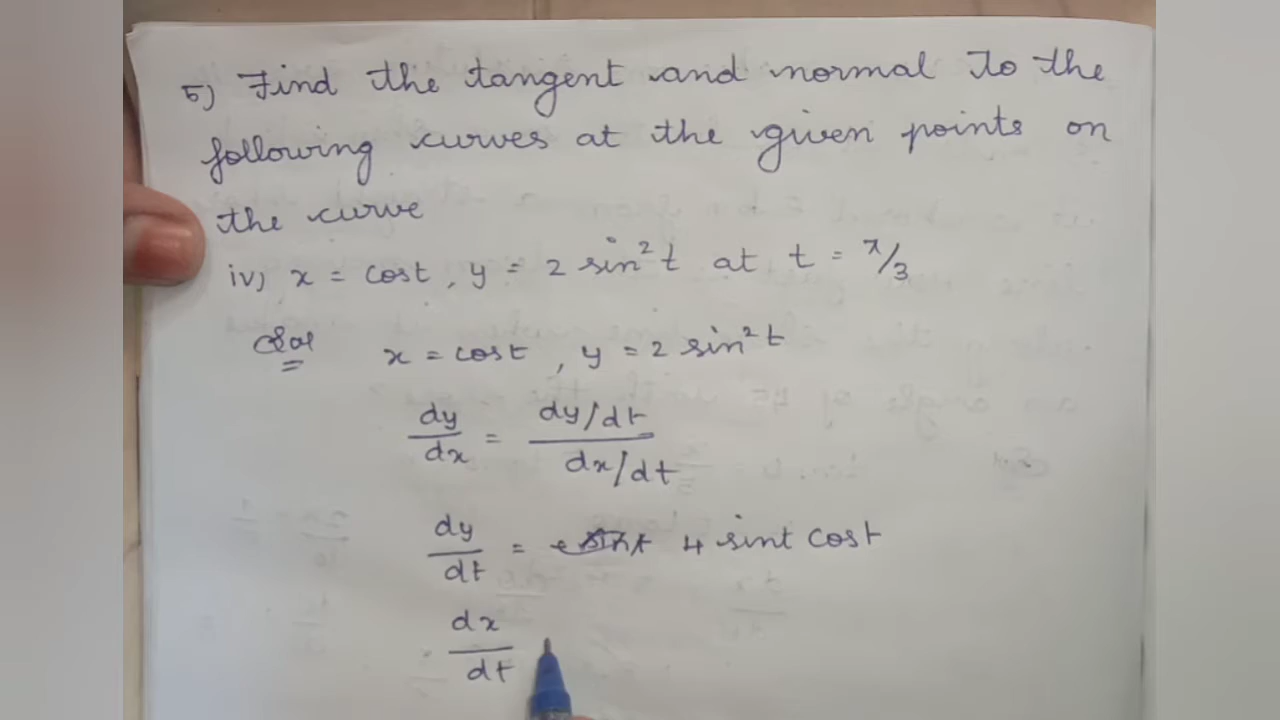 5) Find the tangent and normal to the
following curves at the given points on
the curve
iv) x = cost, y = 2 sin²t at t = π/3
Sol x = cost, y = 2 sin²t
dy/dx = (dy/dt)/(dx/dt)
dy/dt = 4 sint cost
dx/dt